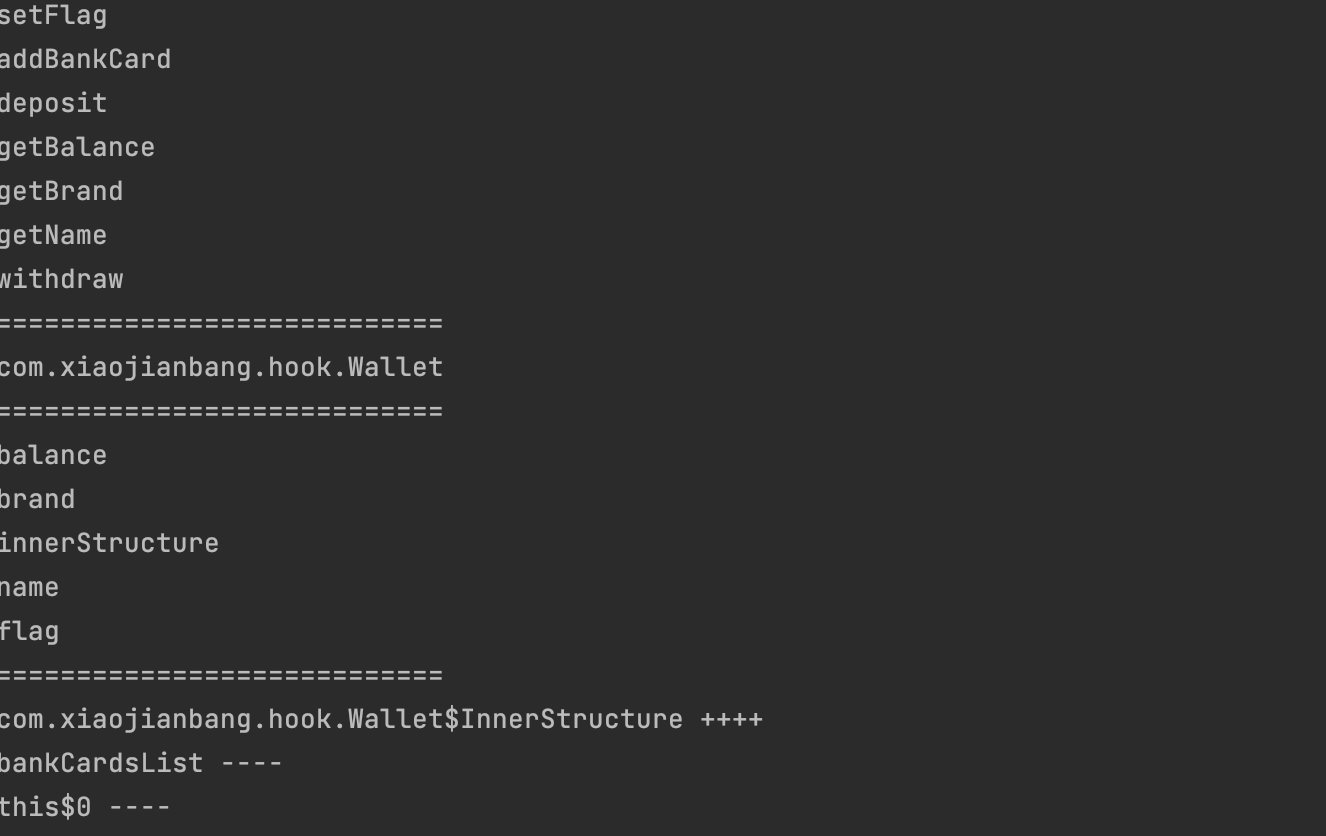 setFlag
addBankCard
deposit
getBalance
getBrand
getName
withdraw
============================
com.xiaojianbang.hook.Wallet
============================
balance
brand
innerStructure
name
flag
============================
com.xiaojianbang.hook.Wallet$InnerStructure ++++
bankCardsList ----
this$0 ----